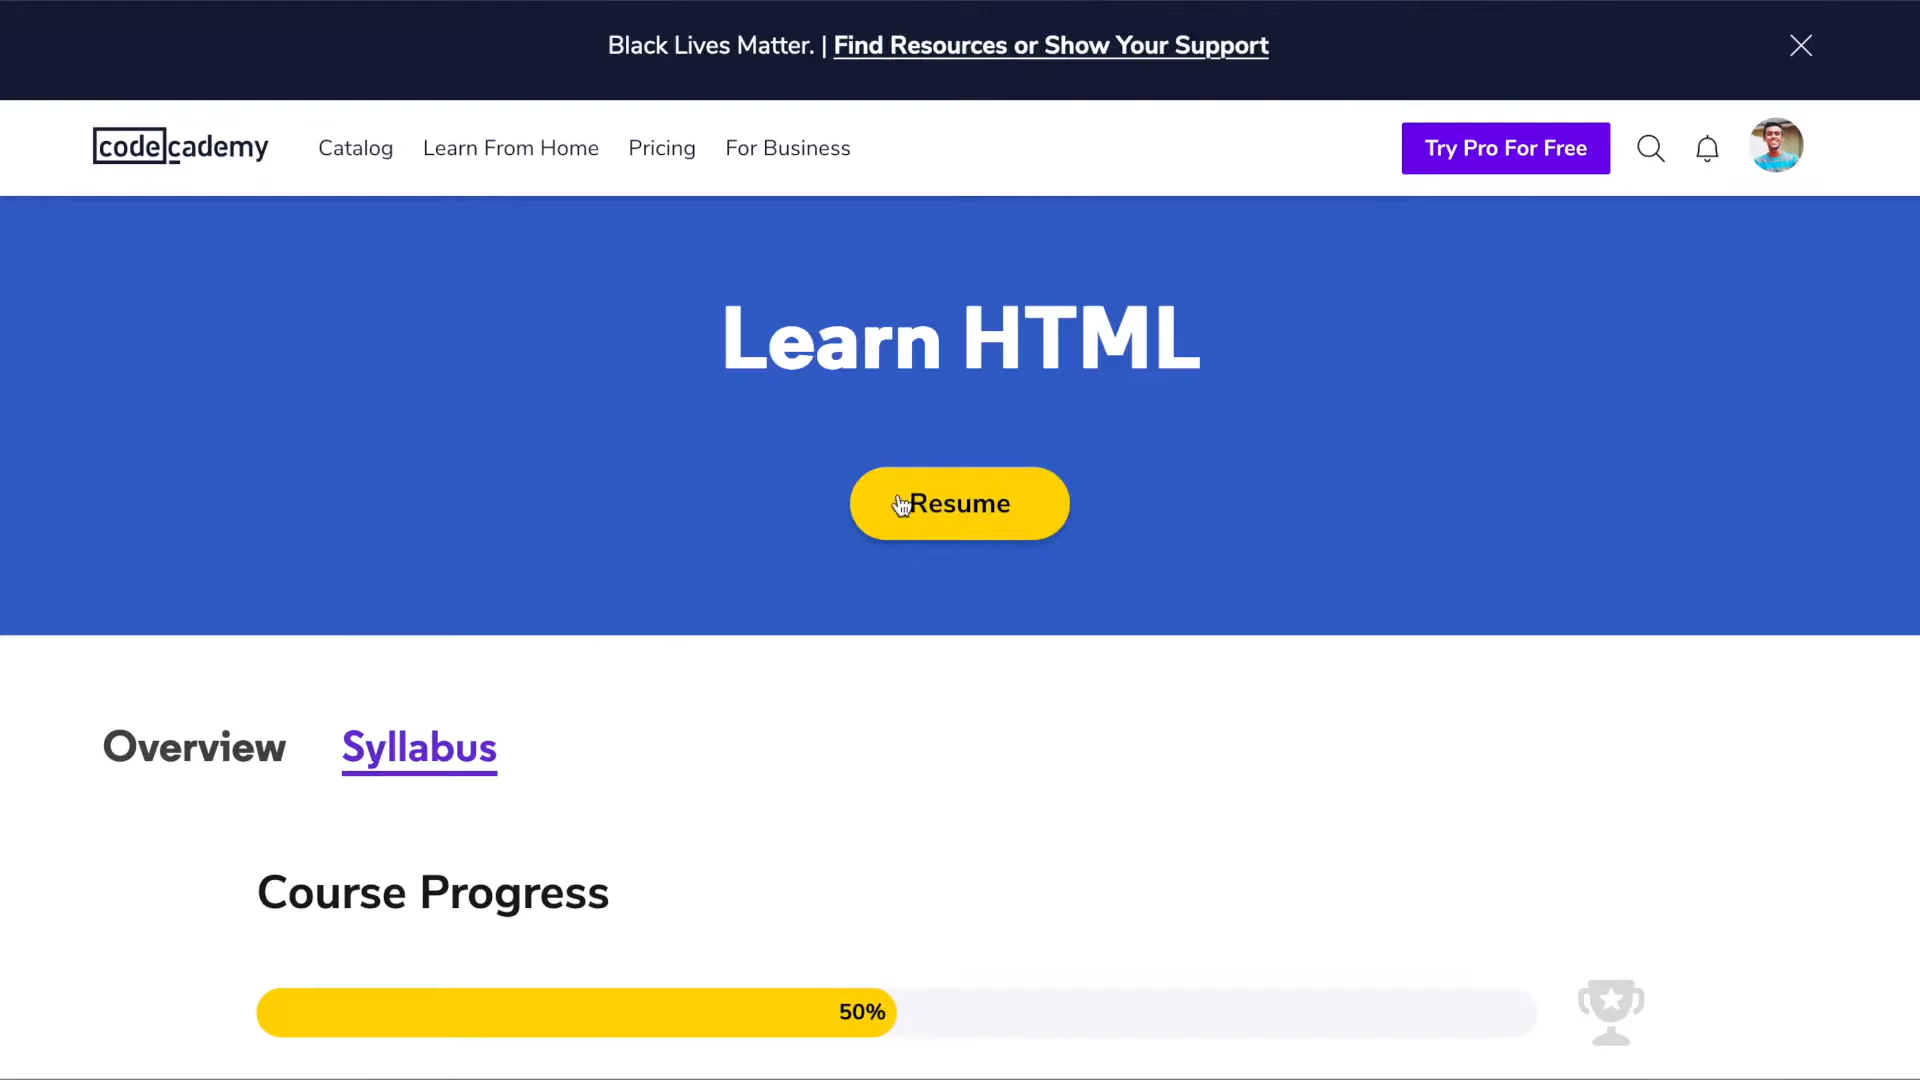 Black Lives Matter. | Find Resources or Show Your Support
codecademy Catalog Learn From Home Pricing For Business Try Pro For Free
Learn HTML
Resume
Overview Syllabus
Course Progress
50%